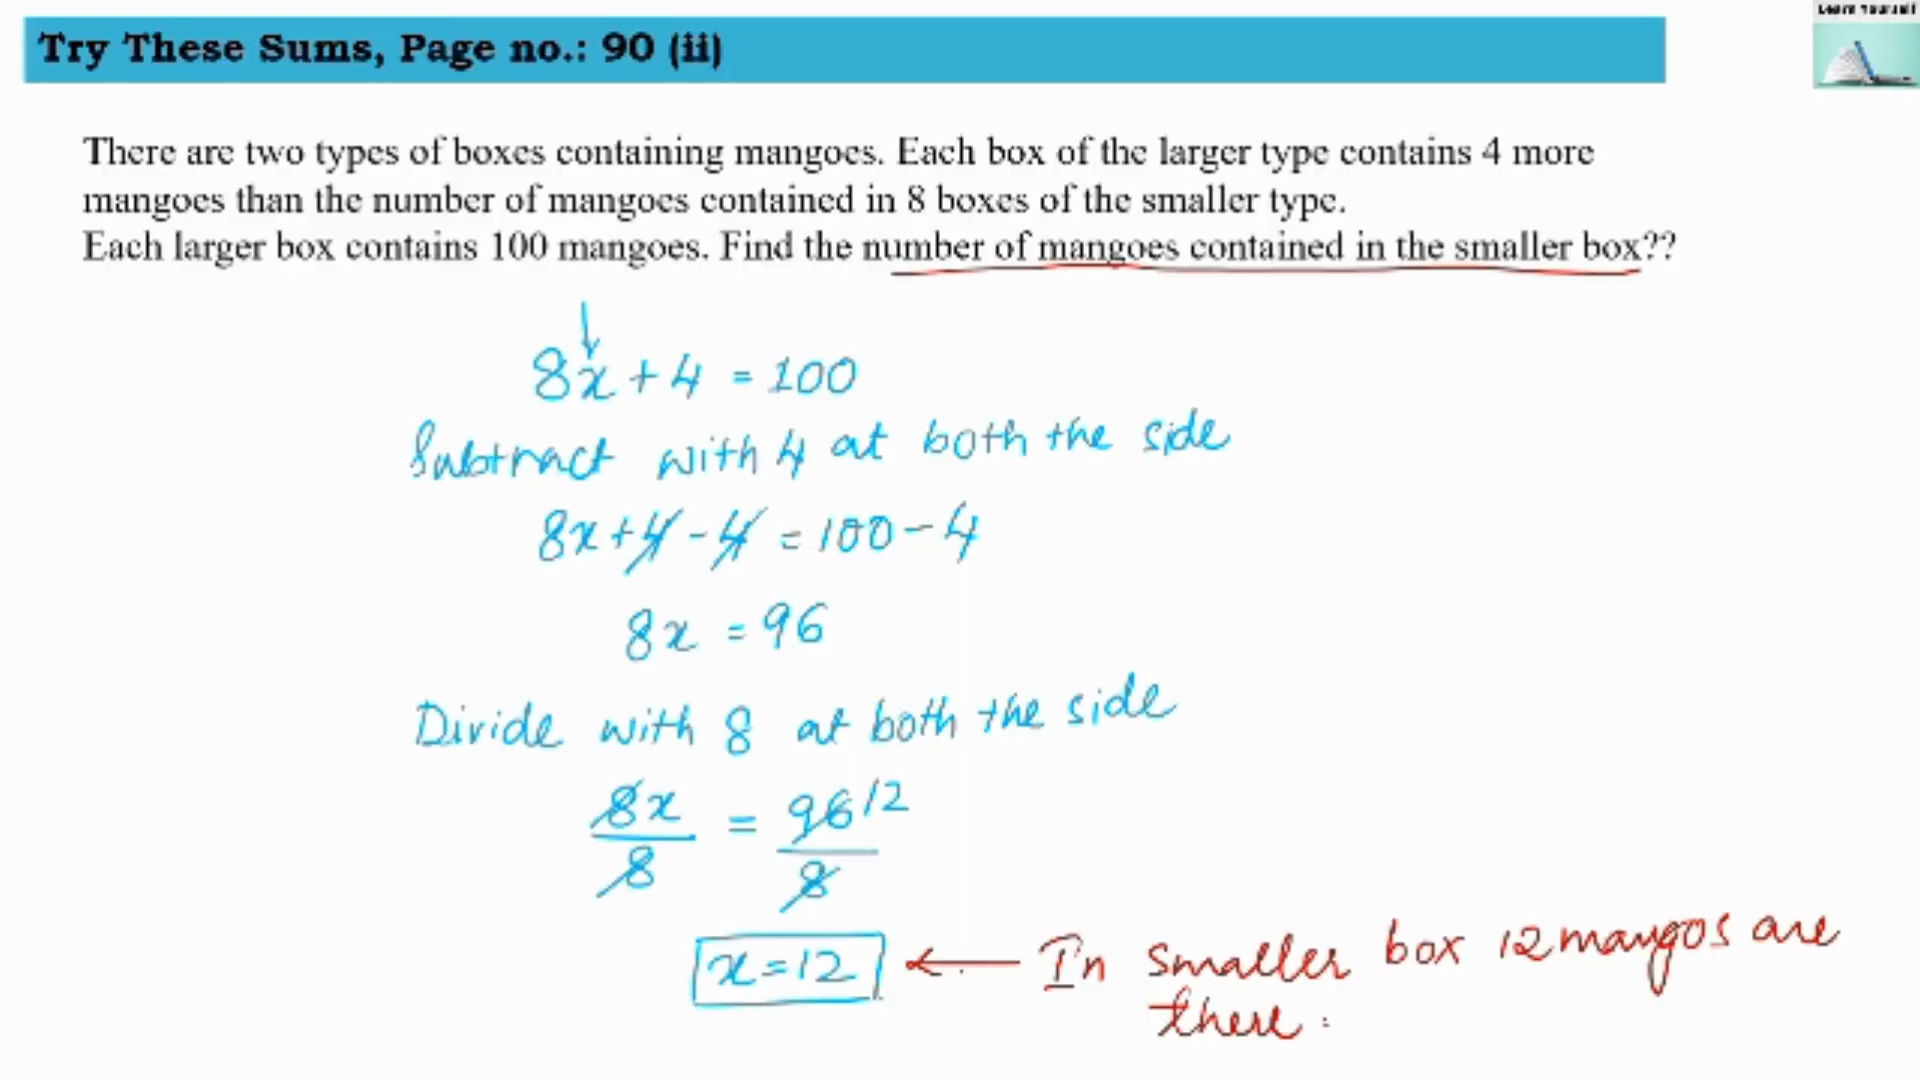 Learn Yourself
Try These Sums, Page no.: 90 (ii)
There are two types of boxes containing mangoes. Each box of the larger type contains 4 more
mangoes than the number of mangoes contained in 8 boxes of the smaller type.
Each larger box contains 100 mangoes. Find the number of mangoes contained in the smaller box??
8x + 4 = 100
Subtract with 4 at both the side
8x + 4 - 4 = 100 - 4
8x = 96
Divide with 8 at both the side
8x = 96 12
8 8
x = 12 ← In smaller box 12 mangos are
there.